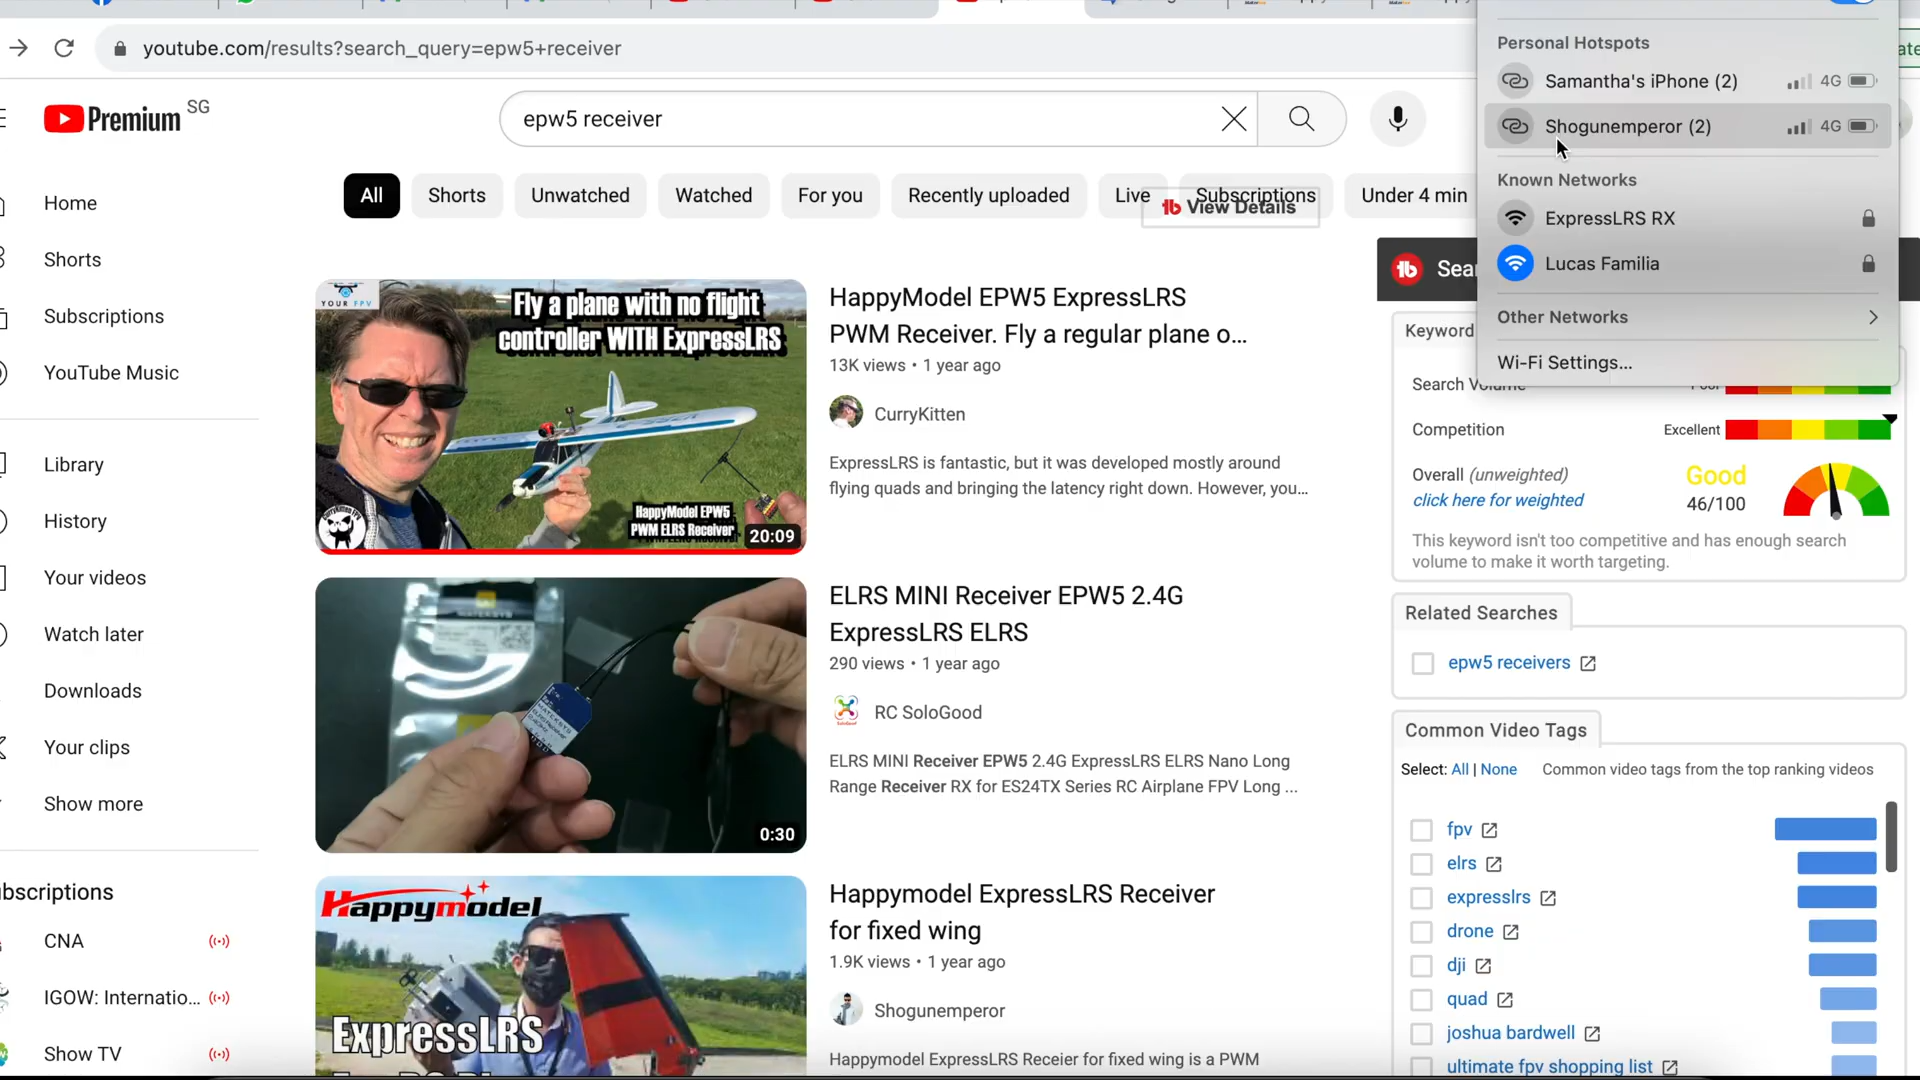 youtube.com/results?search_query=epw5+receiver
Premium SG
epw5 receiver
All
Shorts
Unwatched
Watched
For you
Recently uploaded
Live
Subscriptions
Under 4 min
View Details
Home
Shorts
Subscriptions
YouTube Music
Library
History
Your videos
Watch later
Downloads
Your clips
Show more
bscriptions
CNA
IGOW: Internatio...
Show TV
YOUR FPV
Fly a plane with no flight
controller WITH ExpressLRS
HappyModel EPW5
PWM ELRS Receiver
20:09
HappyModel EPW5 ExpressLRS
PWM Receiver. Fly a regular plane o...
13K views • 1 year ago
CurryKitten
ExpressLRS is fantastic, but it was developed mostly around
flying quads and bringing the latency right down. However, you...
0:30
ELRS MINI Receiver EPW5 2.4G
ExpressLRS ELRS
290 views • 1 year ago
RC SoloGood
ELRS MINI Receiver EPW5 2.4G ExpressLRS ELRS Nano Long
Range Receiver RX for ES24TX Series RC Airplane FPV Long ...
Happymodel
ExpressLRS
Happymodel ExpressLRS Receiver
for fixed wing
1.9K views • 1 year ago
Shogunemperor
Happymodel ExpressLRS Receier for fixed wing is a PWM
Personal Hotspots
Samantha's iPhone (2) 4G
Shogunemperor (2) 4G
Known Networks
ExpressLRS RX
Lucas Familia
Other Networks
Wi-Fi Settings...
ate
Sea
Keyword
Search Volume
Competition Excellent
Overall (unweighted) Good
click here for weighted 46/100
This keyword isn't too competitive and has enough search
volume to make it worth targeting.
Related Searches
epw5 receivers
Common Video Tags
Select: All | None Common video tags from the top ranking videos
fpv
elrs
expresslrs
drone
dji
quad
joshua bardwell
ultimate fpv shopping list